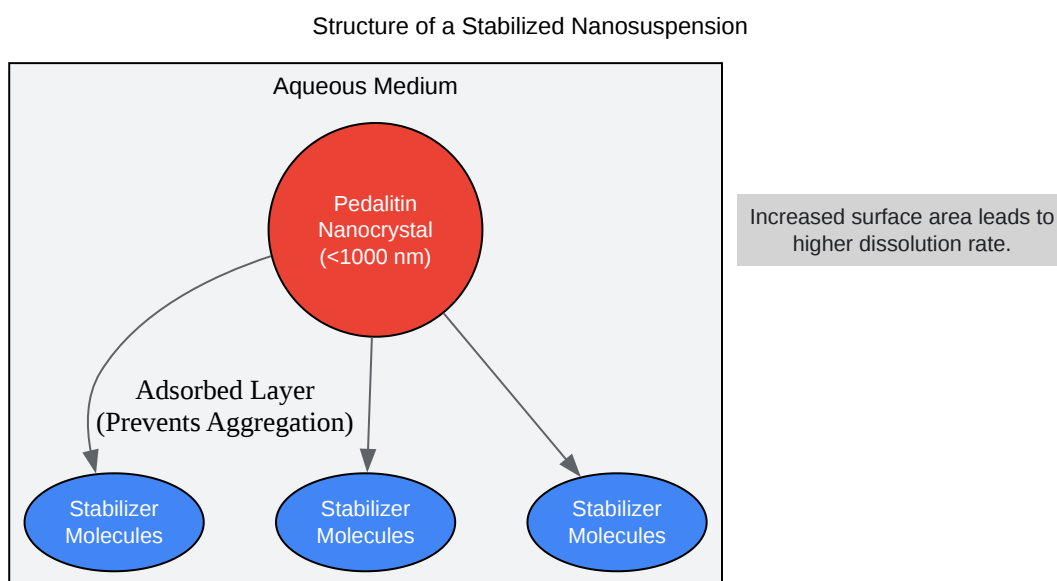 Structure of a Stabilized Nanosuspension
Aqueous Medium
Pedalitin
Nanocrystal
(<1000 nm)
Increased surface area leads to
higher dissolution rate.
Adsorbed Layer
(Prevents Aggregation)
Stabilizer
Molecules
Stabilizer
Molecules
Stabilizer
Molecules